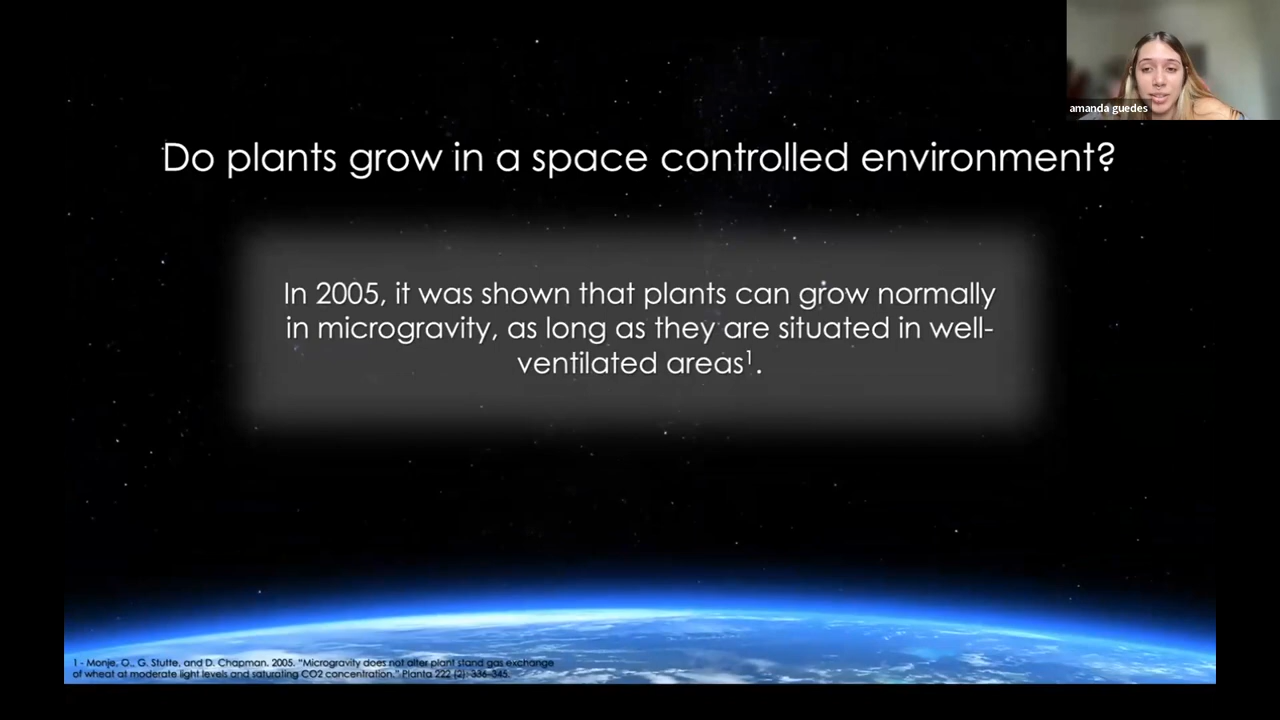 amanda guedes
Do plants grow in a space controlled environment?
In 2005, it was shown that plants can grow normally
in microgravity, as long as they are situated in well-
ventilated areas¹.
1 - Monje, O., G. Stutte, and D. Chapman. 2005. “Microgravity does not alter plant stand gas exchange
of wheat at moderate light levels and saturating CO2 concentration.” Planta 222 (2): 336–345.